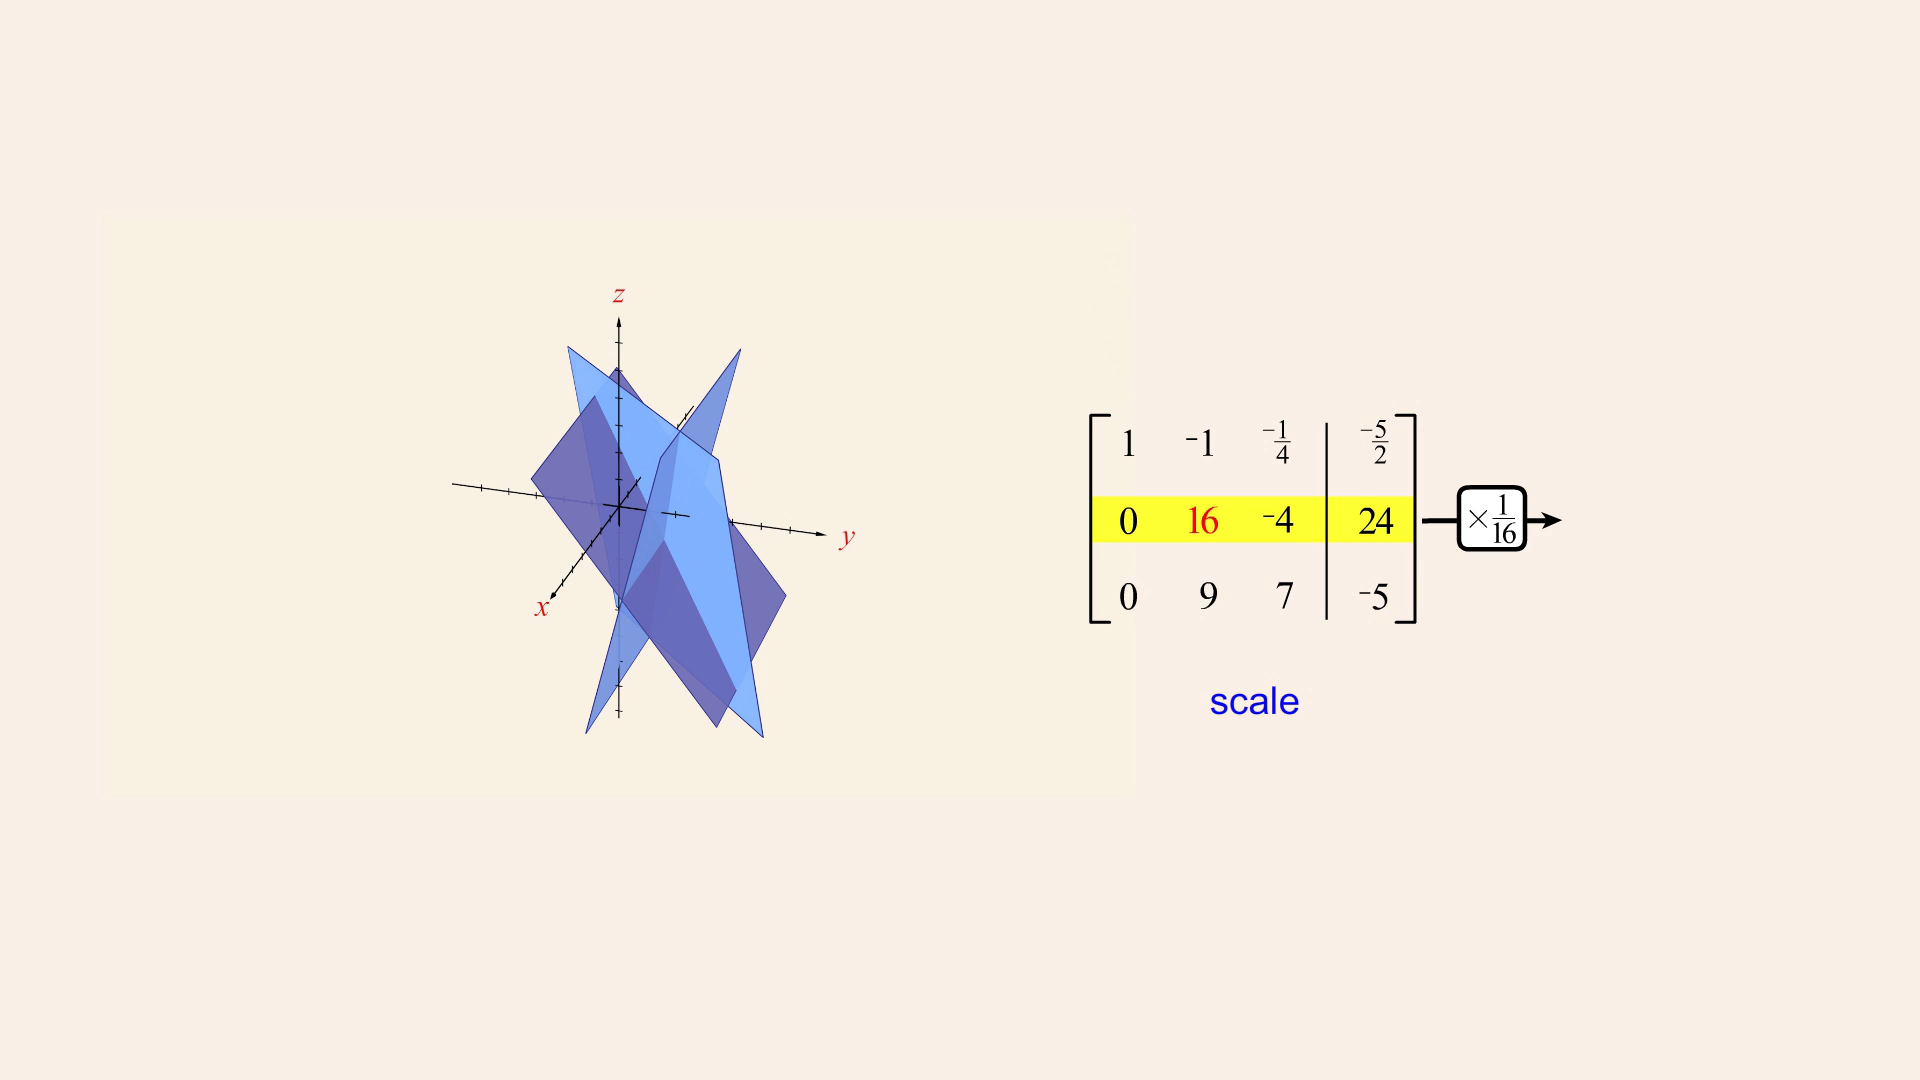 z
y
x
1 -1 -1/4 | -5/2
0 16 -4 | 24 ×1/16
0 9 7 | -5
scale